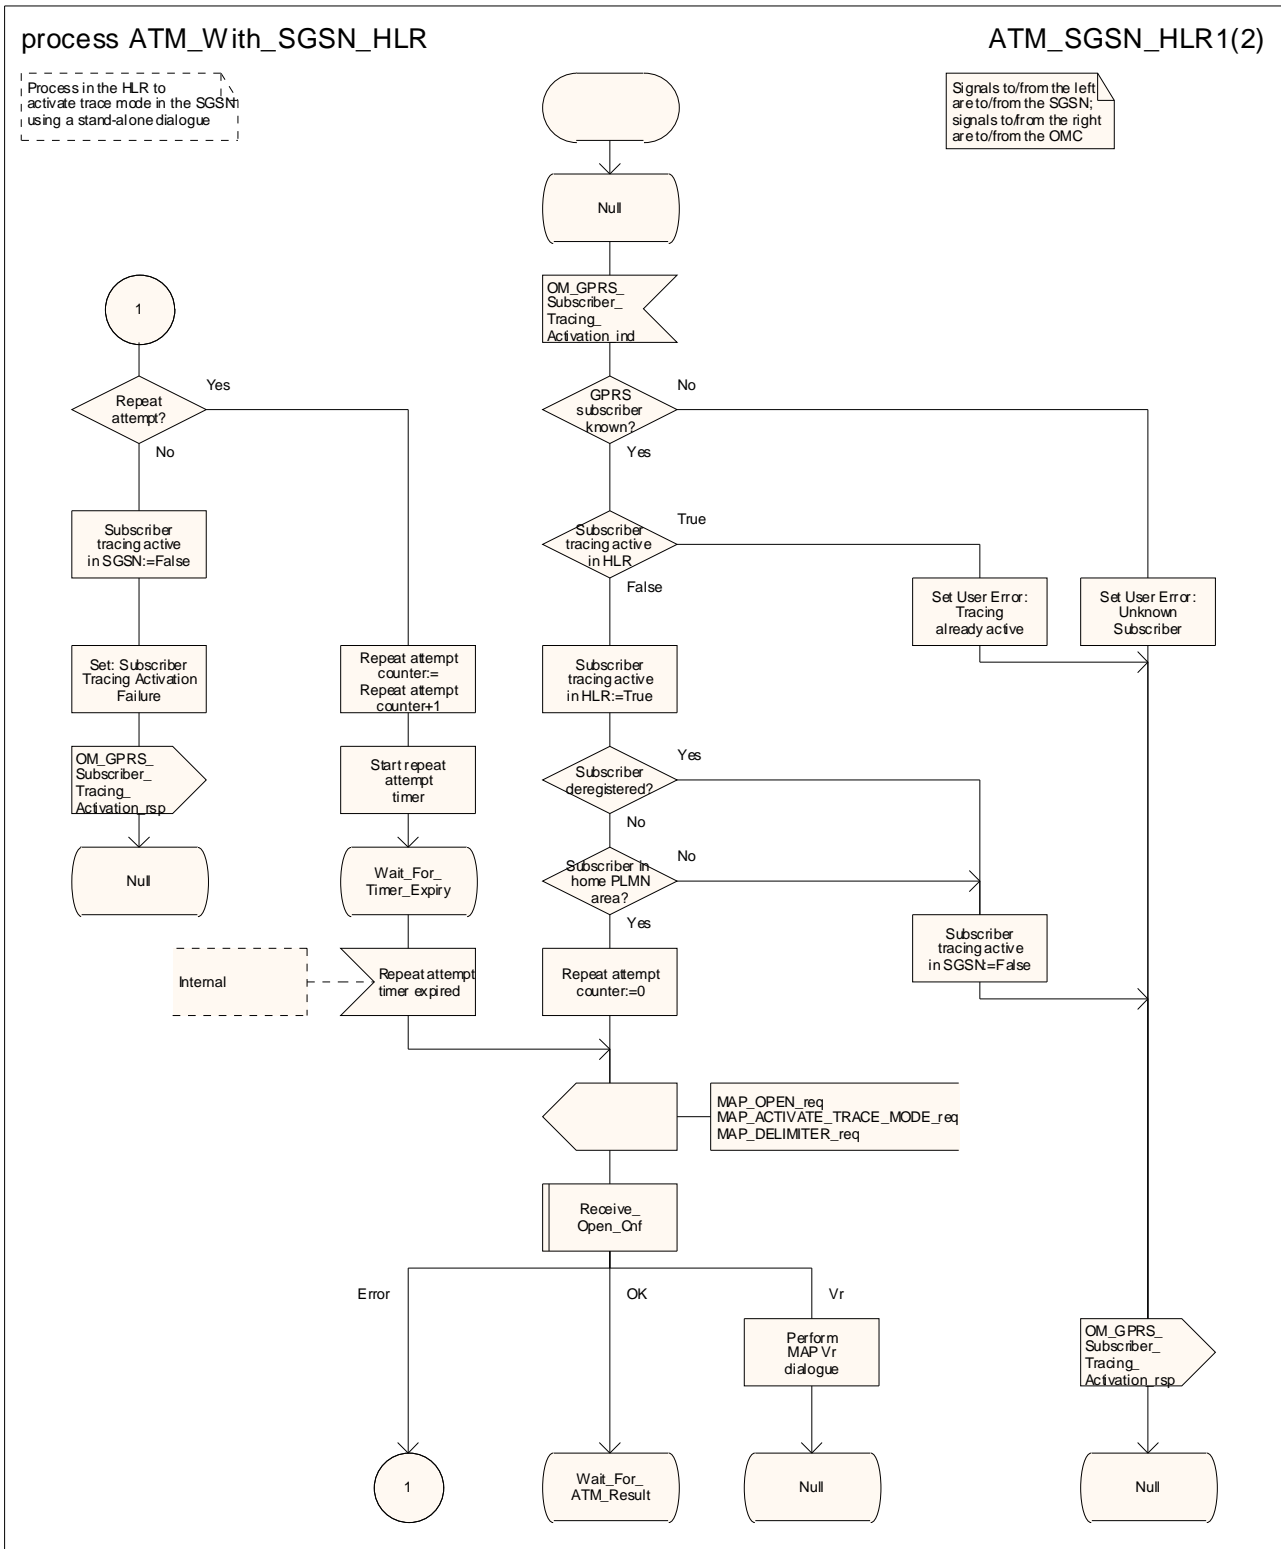 process ATM_With_SGSN_HLR
ATM_SGSN_HLR1(2)
Process in the HLR to
activate trace mode in the SGSN
using a stand-alone dialogue
Signals to/from the left
are to/from the SGSN;
signals to/from the right
are to/from the OMC
Null
OM_GPRS_
Subscriber_
Tracing_
Activation_ind
1
Repeat
attempt?
Yes
No
GPRS
subscriber
known?
No
Yes
Subscriber
tracing active
in SGSN:=False
Subscriber
tracing active
in HLR
True
False
Set User Error:
Tracing
already active
Set User Error:
Unknown
Subscriber
Set: Subscriber
Tracing Activation
Failure
Repeat attempt
counter:=
Repeat attempt
counter+1
Subscriber
tracing active
in HLR:=True
OM_GPRS_
Subscriber_
Tracing_
Activation_rsp
Start repeat
attempt
timer
Subscriber
deregistered?
Yes
No
Null
Wait_For_
Timer_Expiry
Subscriber in
home PLMN
area?
No
Yes
Subscriber
tracing active
in SGSN:=False
Internal
Repeat attempt
timer expired
Repeat attempt
counter:=0
MAP_OPEN_req
MAP_ACTIVATE_TRACE_MODE_req
MAP_DELIMITER_req
Receive_
Open_Cnf
Error
OK
Vr
Perform
MAP Vr
dialogue
OM_GPRS_
Subscriber_
Tracing_
Activation_rsp
1
Wait_For_
ATM_Result
Null
Null